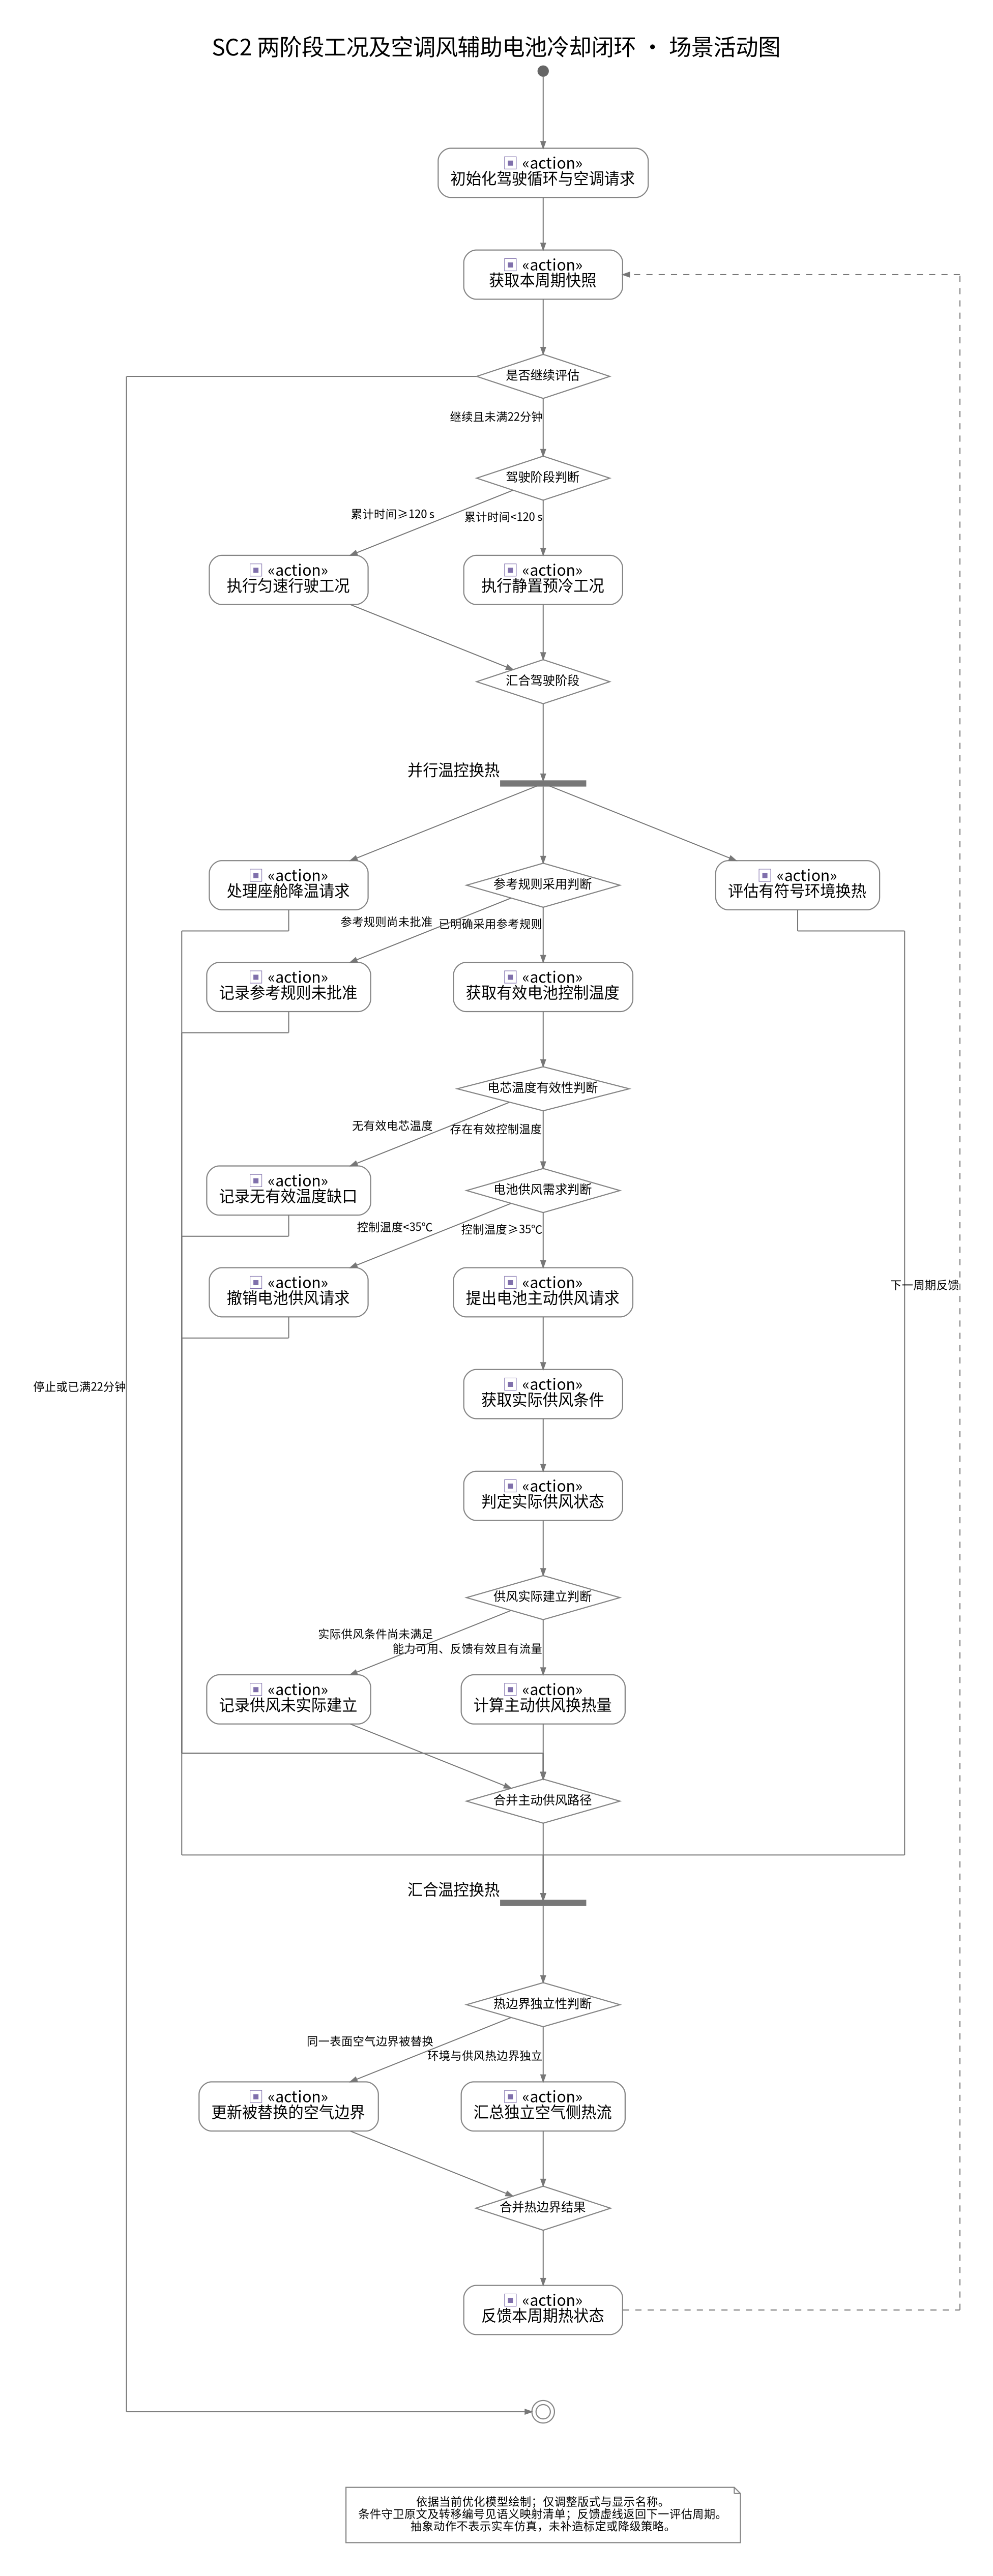 SC2 两阶段工况及空调风辅助电池冷却闭环 • 场景活动图
«action»
初始化驾驶循环与空调请求
«action»
获取本周期快照
是否继续评估
继续且未满22分钟
驾驶阶段判断
累计时间≥120 s
累计时间<120 s
«action»
执行匀速行驶工况
«action»
执行静置预冷工况
汇合驾驶阶段
并行温控换热
«action»
处理座舱降温请求
参考规则采用判断
«action»
评估有符号环境换热
参考规则尚未批准
已明确采用参考规则
«action»
记录参考规则未批准
«action»
获取有效电池控制温度
电芯温度有效性判断
无有效电芯温度
存在有效控制温度
«action»
记录无有效温度缺口
电池供风需求判断
控制温度<35℃
控制温度≥35℃
«action»
撤销电池供风请求
«action»
提出电池主动供风请求
下一周期反馈
停止或已满22分钟
«action»
获取实际供风条件
«action»
判定实际供风状态
供风实际建立判断
实际供风条件尚未满足
能力可用、反馈有效且有流量
«action»
记录供风未实际建立
«action»
计算主动供风换热量
合并主动供风路径
汇合温控换热
热边界独立性判断
同一表面空气边界被替换
环境与供风热边界独立
«action»
更新被替换的空气边界
«action»
汇总独立空气侧热流
合并热边界结果
«action»
反馈本周期热状态
依据当前优化模型绘制；仅调整版式与显示名称。
条件守卫原文及转移编号见语义映射清单；反馈虚线返回下一评估周期。
抽象动作不表示实车仿真，未补造标定或降级策略。